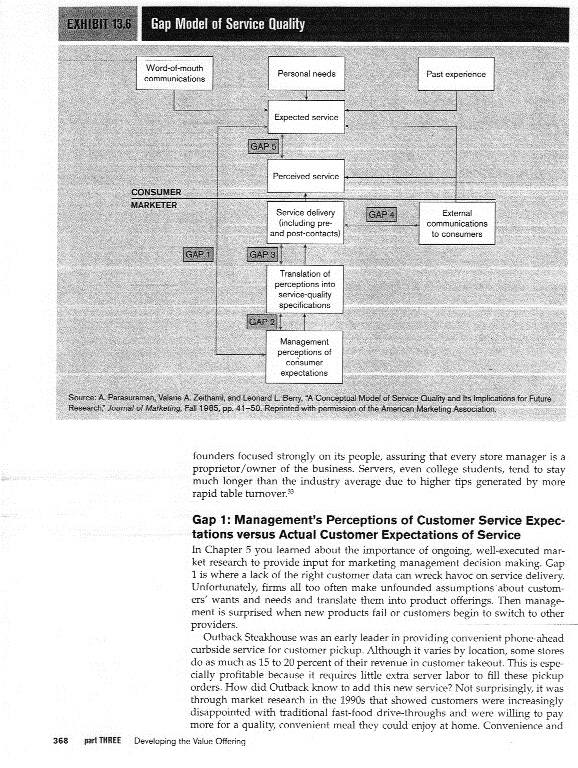 EXHIBIT 13.6 Gap Model of Service Quality
Word-of-mouth
communications
Personal needs
Past experience
Expected service
GAP 5
Perceived service
CONSUMER
MARKETER
Service delivery
(including pre-
and post-contacts)
GAP 4
External
communications
to consumers
GAP 1
GAP 3
Translation of
perceptions into
service-quality
specifications
GAP 2
Management
perceptions of
consumer
expectations
Source: A. Parasuraman, Valarie A. Zeithaml, and Leonard L. Berry, "A Conceptual Model of Service Quality and Its Implications for Future
Research," Journal of Marketing, Fall 1985, pp. 41–50. Reprinted with permission of the American Marketing Association.
founders focused strongly on its people, assuring that every store manager is a
proprietor/owner of the business. Servers, even college students, tend to stay
much longer than the industry average due to higher tips generated by more
rapid table turnover.33
Gap 1: Management's Perceptions of Customer Service Expec-
tations versus Actual Customer Expectations of Service
In Chapter 5 you learned about the importance of ongoing, well-executed mar-
ket research to provide input for marketing management decision making. Gap
1 is where a lack of the right customer data can wreck havoc on service delivery.
Unfortunately, firms all too often make unfounded assumptions about custom-
ers' wants and needs and translate them into product offerings. Then manage-
ment is surprised when new products fail or customers begin to switch to other
providers.
Outback Steakhouse was an early leader in providing convenient phone-ahead
curbside service for customer pickup. Although it varies by location, some stores
do as much as 15 to 20 percent of their revenue in customer takeout. This is espe-
cially profitable because it requires little extra server labor to fill these pickup
orders. How did Outback know to add this new service? Not surprisingly, it was
through market research in the 1990s that showed customers were increasingly
disappointed with traditional fast-food drive-throughs and were willing to pay
more for a quality, convenient meal they could enjoy at home. Convenience and
368 part THREE Developing the Value Offering